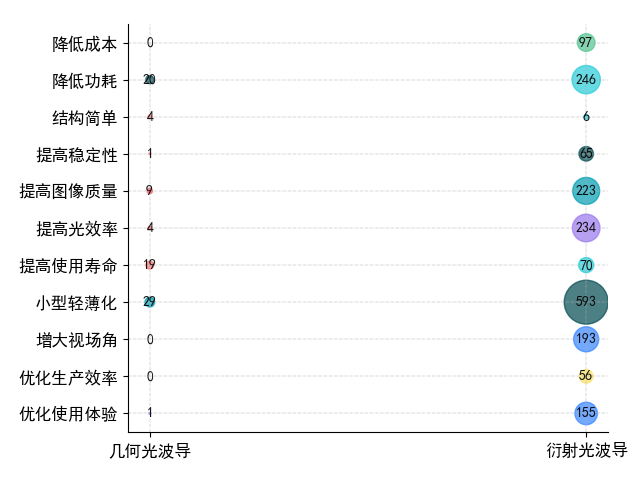 降低成本 0 97
降低功耗 20 246
结构简单 4 6
提高稳定性 1 65
提高图像质量 9 223
提高光效率 4 234
提高使用寿命 19 70
小型轻薄化 29 593
增大视场角 0 193
优化生产效率 0 56
优化使用体验 1 155
几何光波导 衍射光波导